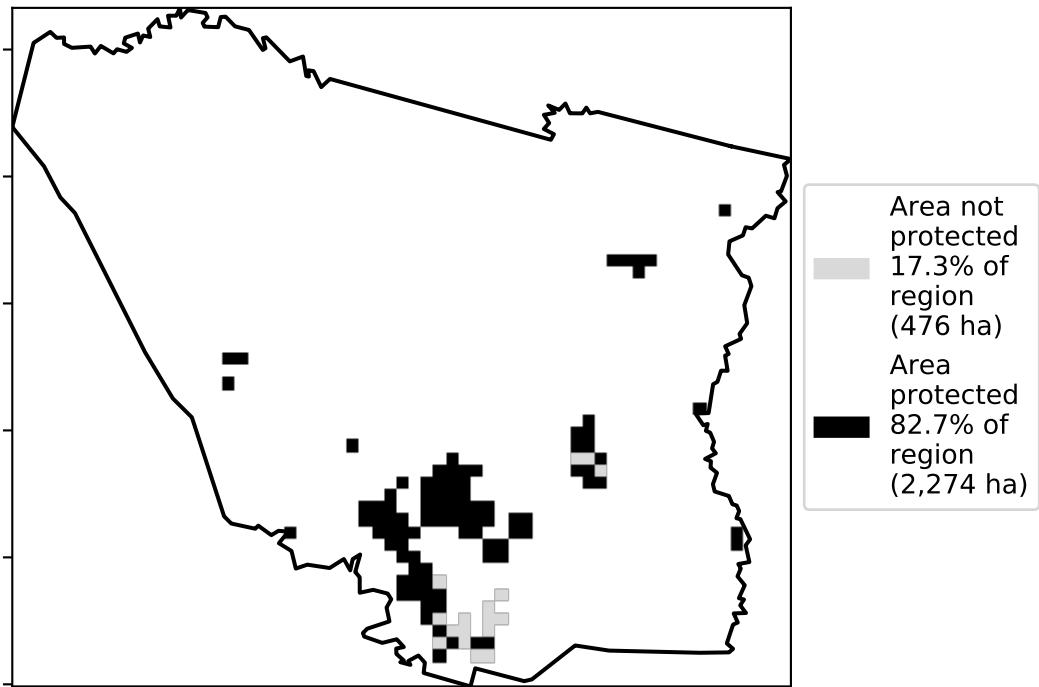 Area not
protected
17.3% of
region
(476 ha)
Area
protected
82.7% of
region
(2,274 ha)